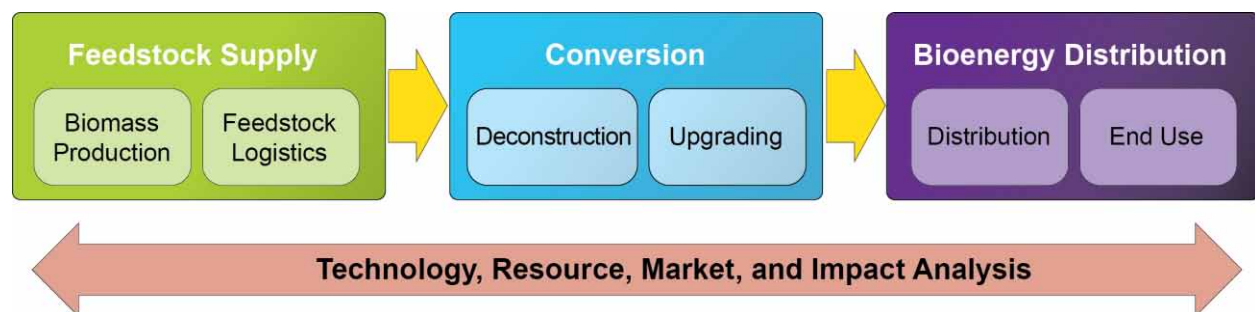 Feedstock Supply
Biomass
Production
Feedstock
Logistics
Conversion
Deconstruction
Upgrading
Bioenergy Distribution
Distribution
End Use
Technology, Resource, Market, and Impact Analysis